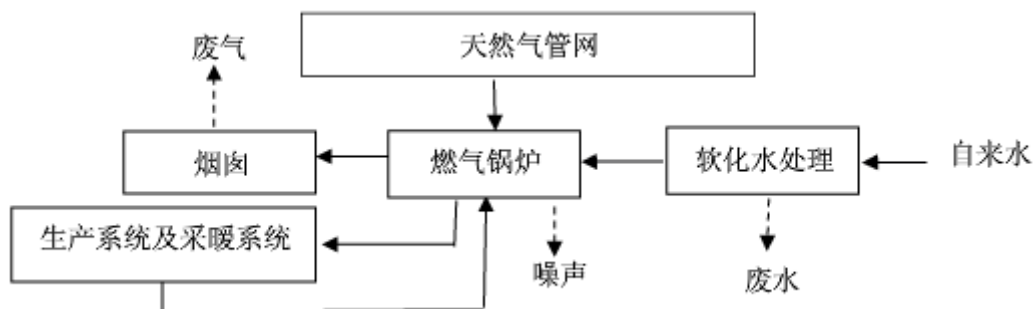 天然气管网
废气
烟囱
燃气锅炉
软化水处理
自来水
生产系统及采暖系统
噪声
废水